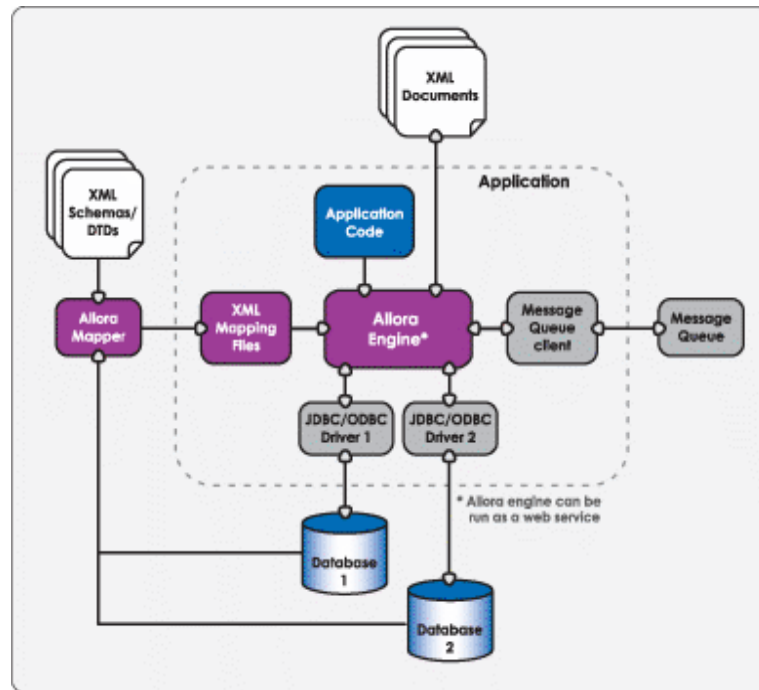 XML
Documents
Application
XML
Schemas/
DTDs
Application
Code
Allora
Mapper
XML
Mapping
Files
Allora
Engine*
Message
Queue
client
Message
Queue
JDBC/ODBC
Driver 1
JDBC/ODBC
Driver 2
* Allora engine can be
run as a web service
Database
1
Database
2